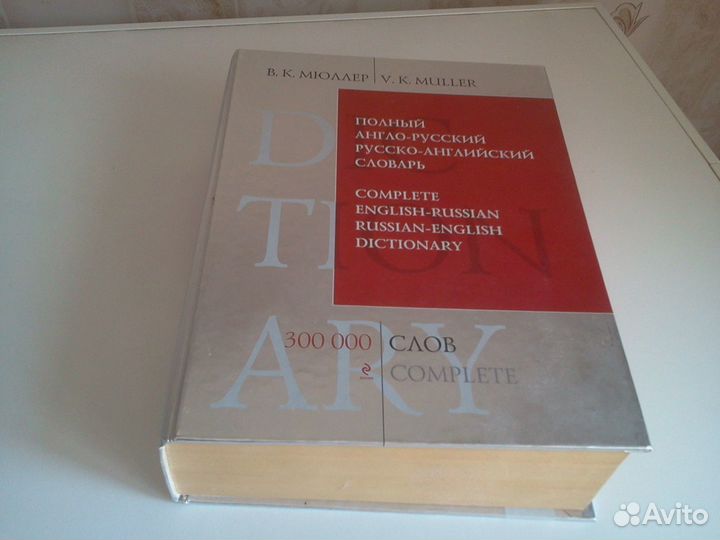 В. К. МЮЛЛЕР V. K. MULLER
DIC
TION
ARY
ПОЛНЫЙ
АНГЛО-РУССКИЙ
РУССКО-АНГЛИЙСКИЙ
СЛОВАРЬ
COMPLETE
ENGLISH-RUSSIAN
RUSSIAN-ENGLISH
DICTIONARY
300 000 СЛОВ
COMPLETE
Avito